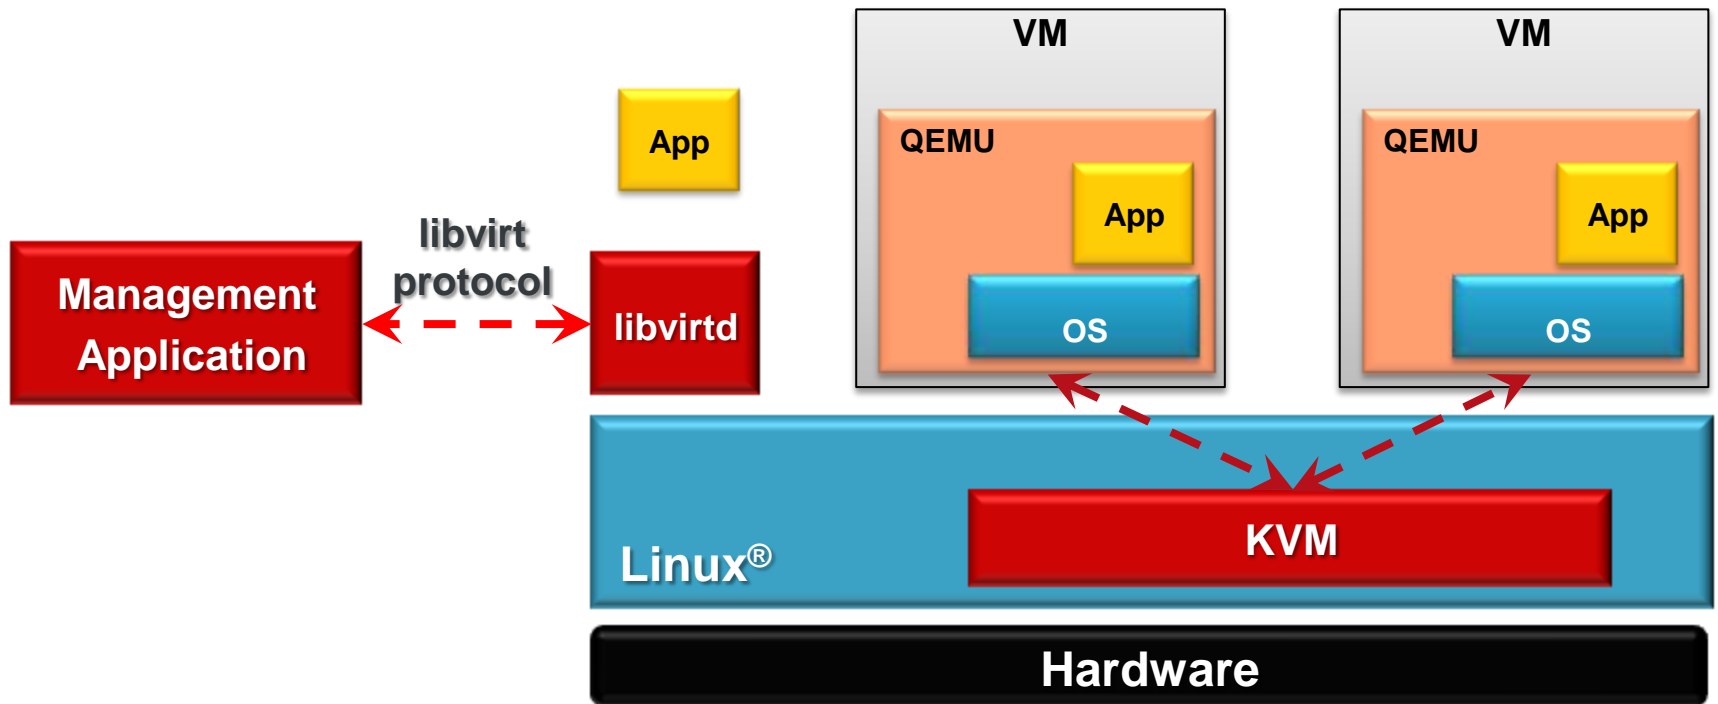 VM
VM
App
QEMU
QEMU
App
App
libvirt
protocol
Management
Application
libvirtd
OS
OS
KVM
Linux®
Hardware